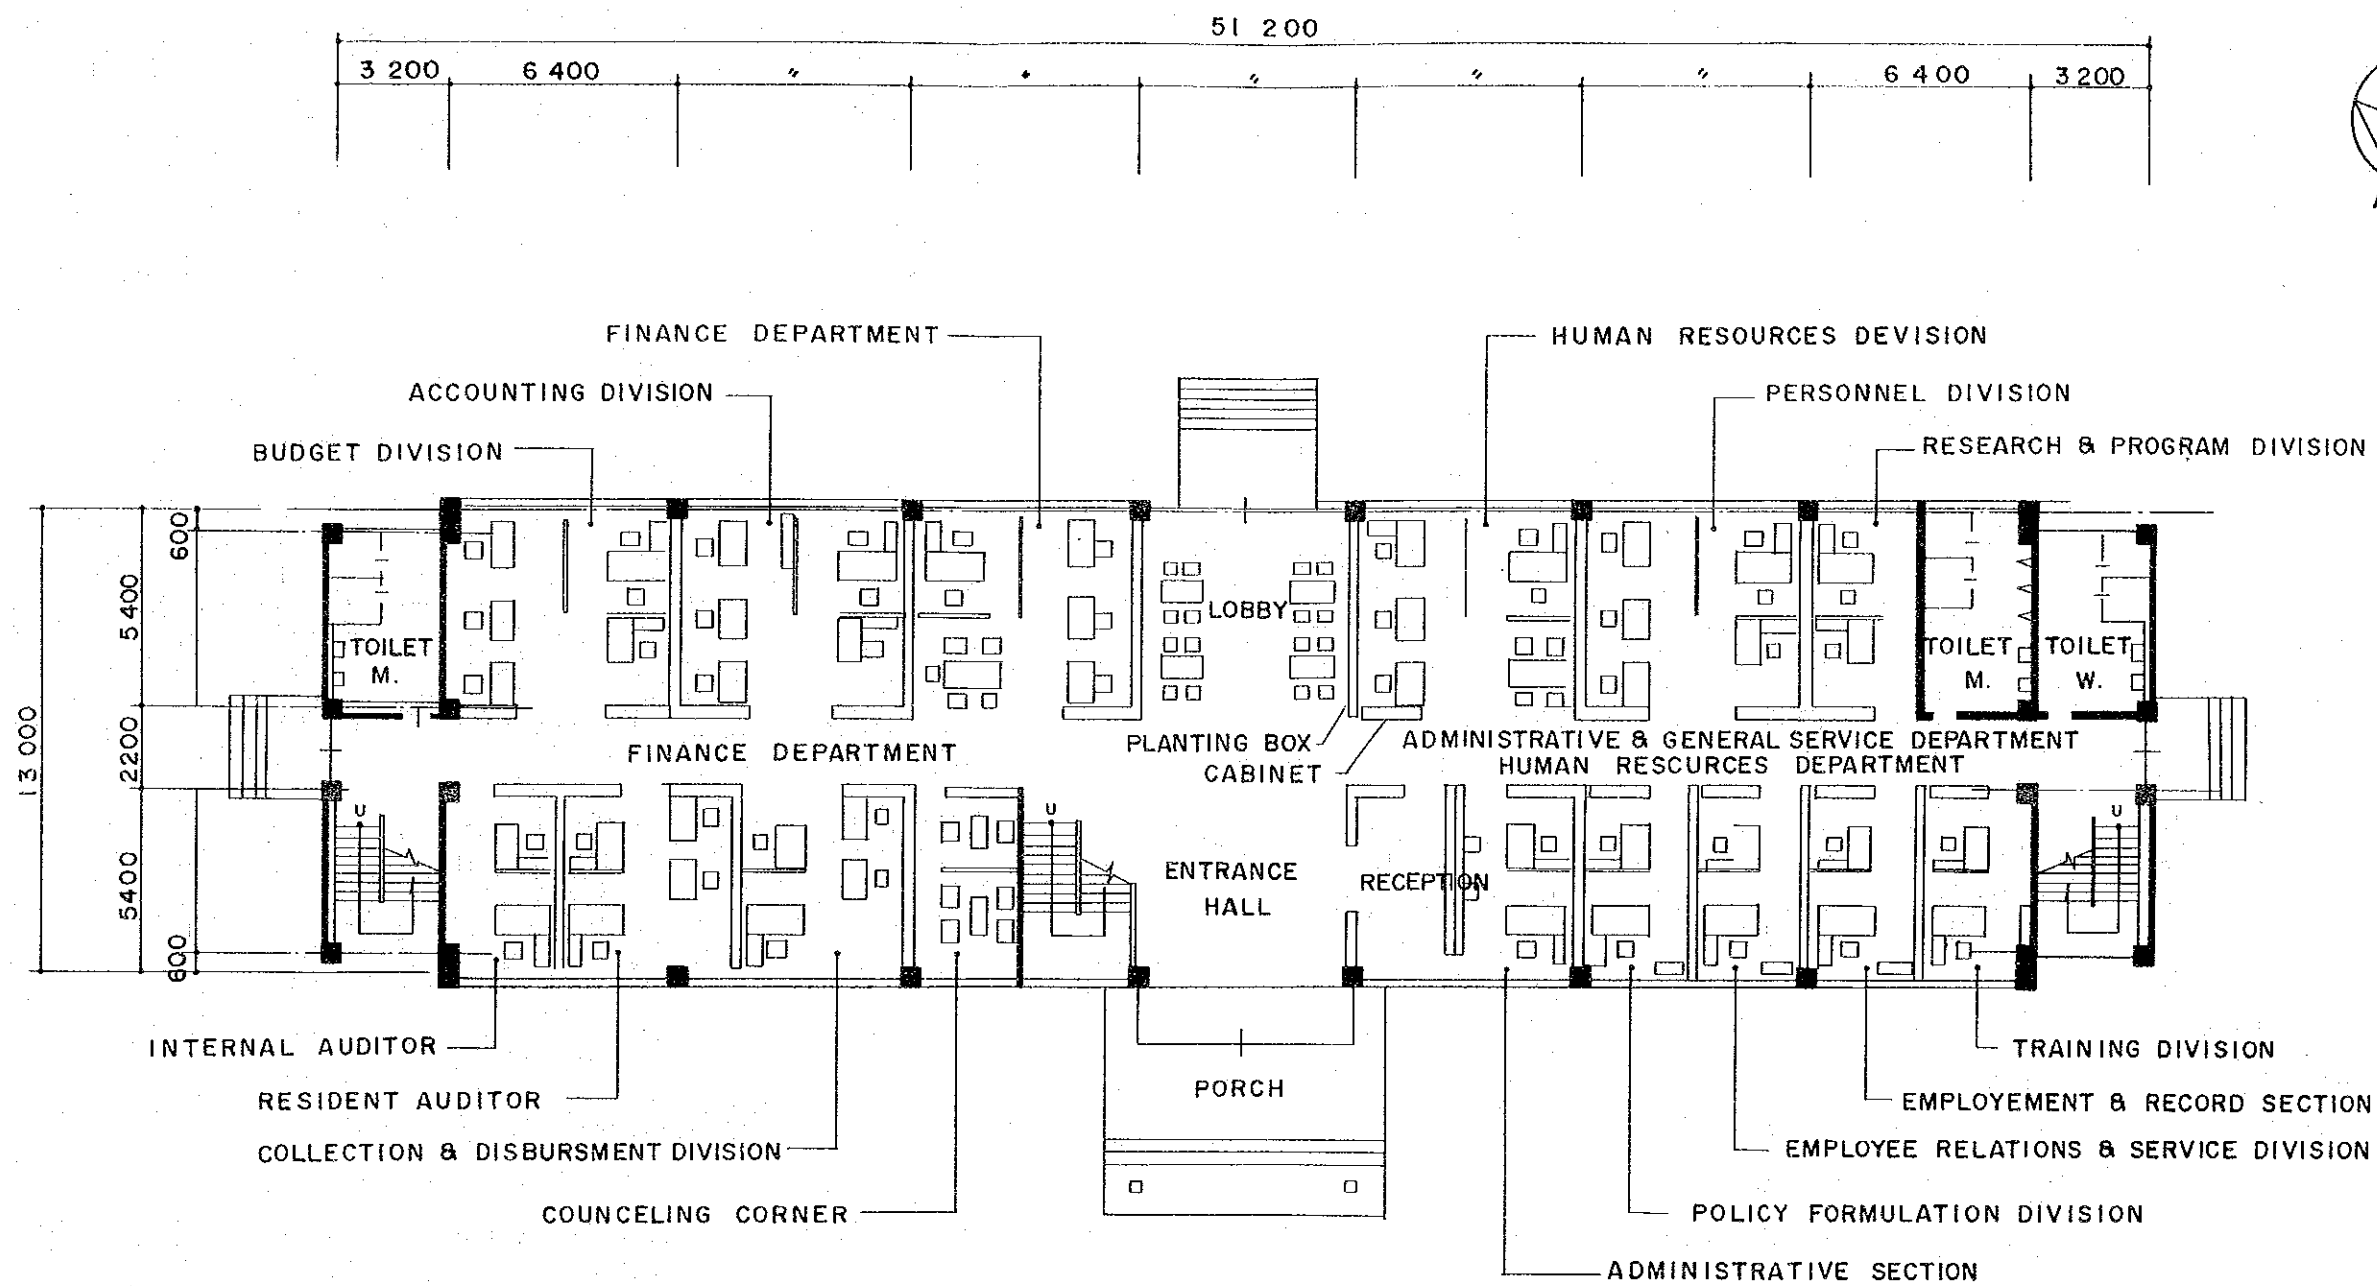 51 200
3 200 6 400 〃 〃 〃 〃 〃 6 400 3 200
FINANCE DEPARTMENT
HUMAN RESOURCES DEVISION
ACCOUNTING DIVISION
PERSONNEL DIVISION
BUDGET DIVISION
RESEARCH & PROGRAM DIVISION
600
5 400
2200
5400
600
13 000
TOILET
M.
LOBBY
TOILET
M.
TOILET
W.
FINANCE DEPARTMENT
PLANTING BOX
CABINET
ADMINISTRATIVE & GENERAL SERVICE DEPARTMENT
HUMAN RESCURCES DEPARTMENT
U
U
U
ENTRANCE
HALL
RECEPTION
INTERNAL AUDITOR
RESIDENT AUDITOR
COLLECTION & DISBURSMENT DIVISION
COUNCELING CORNER
PORCH
TRAINING DIVISION
EMPLOYEMENT & RECORD SECTION
EMPLOYEE RELATIONS & SERVICE DIVISION
POLICY FORMULATION DIVISION
ADMINISTRATIVE SECTION